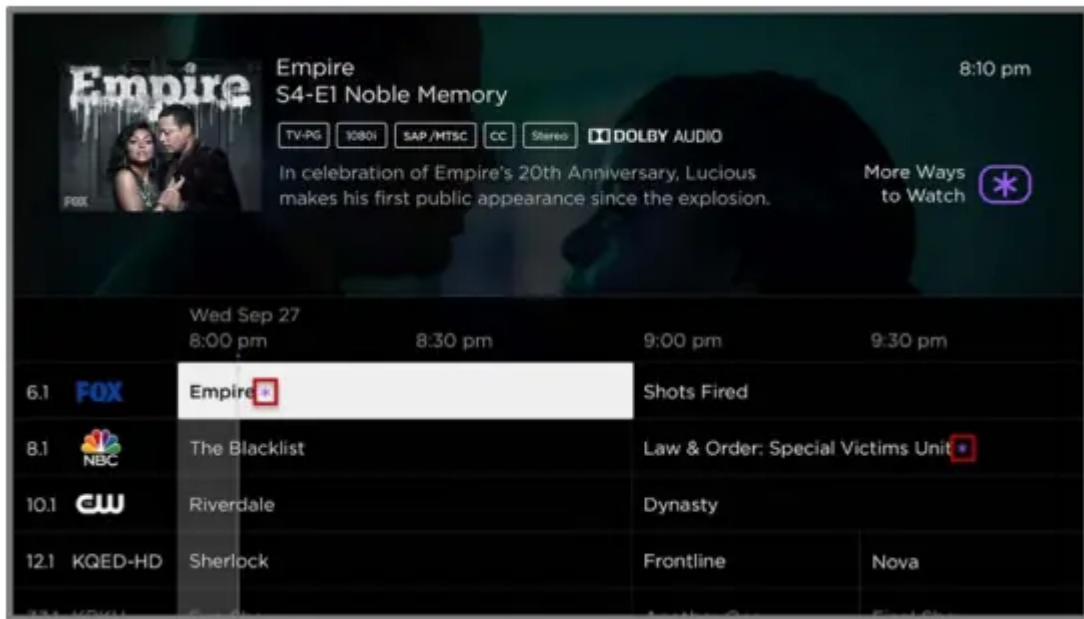 Empire
FOX
Empire
S4-E1 Noble Memory
8:10 pm
TV-PG 1080i SAP/MTSC CC Stereo DOLBY AUDIO
In celebration of Empire's 20th Anniversary, Lucious
makes his first public appearance since the explosion.
More Ways
to Watch
Wed Sep 27
8:00 pm 8:30 pm 9:00 pm 9:30 pm
6.1 FOX Empire * Shots Fired
8.1 NBC The Blacklist Law & Order: Special Victims Unit *
10.1 CW Riverdale Dynasty
12.1 KQED-HD Sherlock Frontline Nova